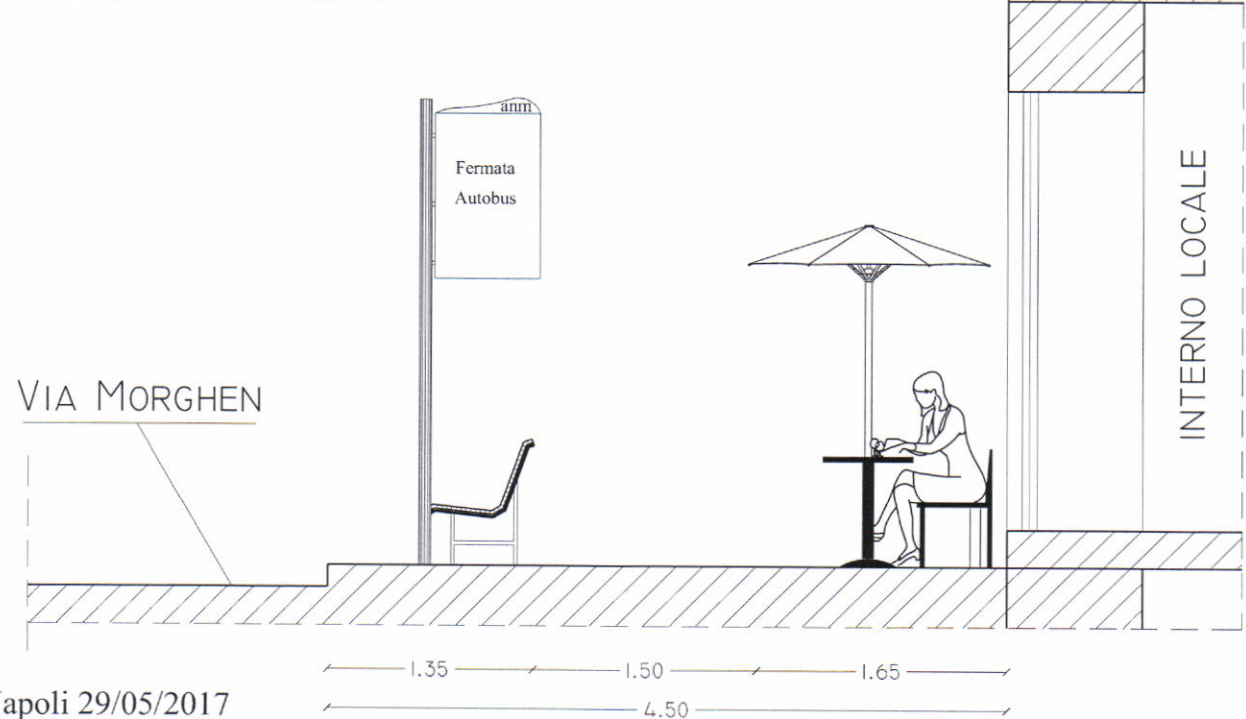 anm
Fermata
Autobus
VIA MORGHEN
INTERNO LOCALE
1.35
1.50
1.65
4.50
apoli 29/05/2017